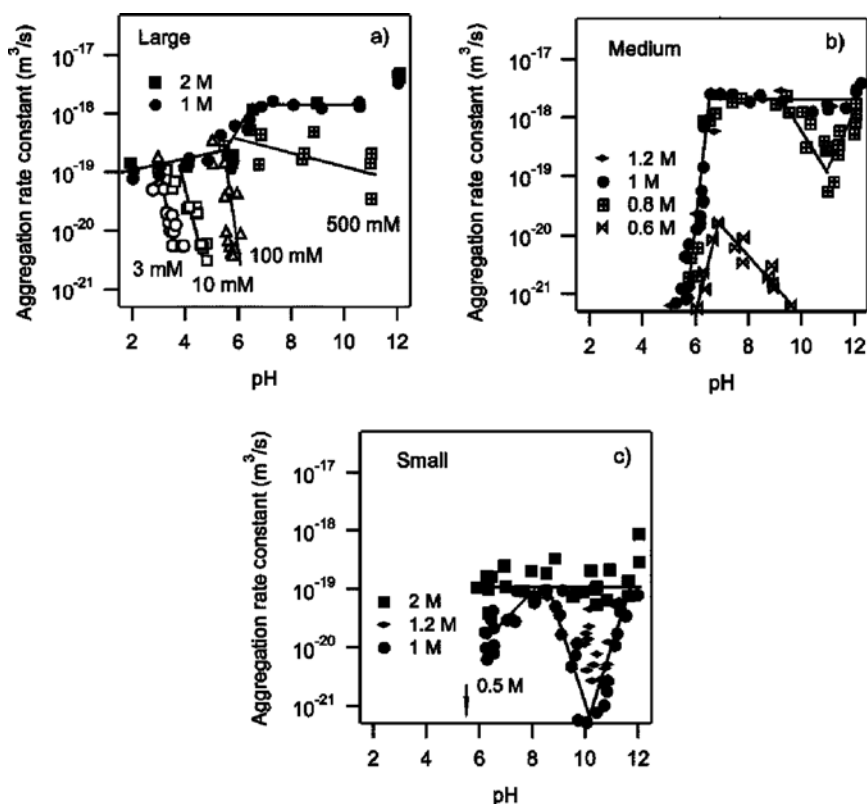 Large
a)
2 M
1 M
Aggregation rate constant (m³/s)
10⁻¹⁷
10⁻¹⁸
10⁻¹⁹
10⁻²⁰
10⁻²¹
3 mM
10 mM
100 mM
500 mM
2 4 6 8 10 12
pH
Medium
b)
1.2 M
1 M
0.8 M
0.6 M
Aggregation rate constant (m³/s)
10⁻¹⁷
10⁻¹⁸
10⁻¹⁹
10⁻²⁰
10⁻²¹
2 4 6 8 10 12
pH
Small
c)
2 M
1.2 M
1 M
0.5 M
Aggregation rate constant (m³/s)
10⁻¹⁷
10⁻¹⁸
10⁻¹⁹
10⁻²⁰
10⁻²¹
2 4 6 8 10 12
pH